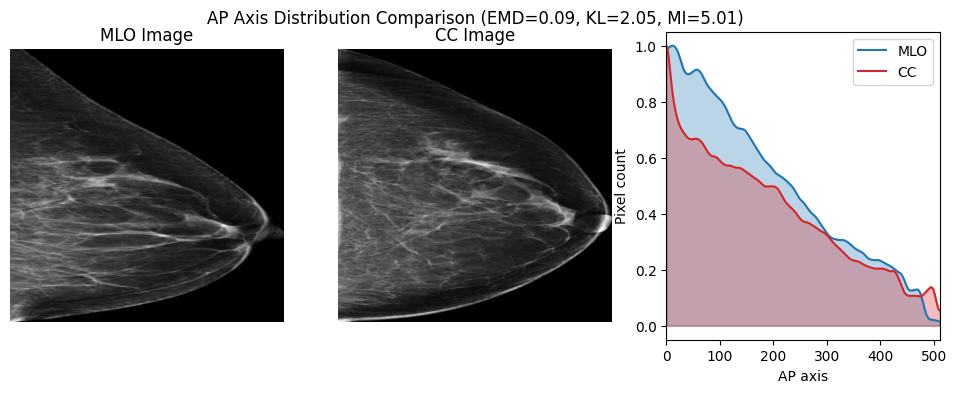 AP Axis Distribution Comparison (EMD=0.09, KL=2.05, MI=5.01)
MLO Image
CC Image
MLO
CC
1.0
0.8
0.6
0.4
0.2
0.0
Pixel count
0 100 200 300 400 500
AP axis